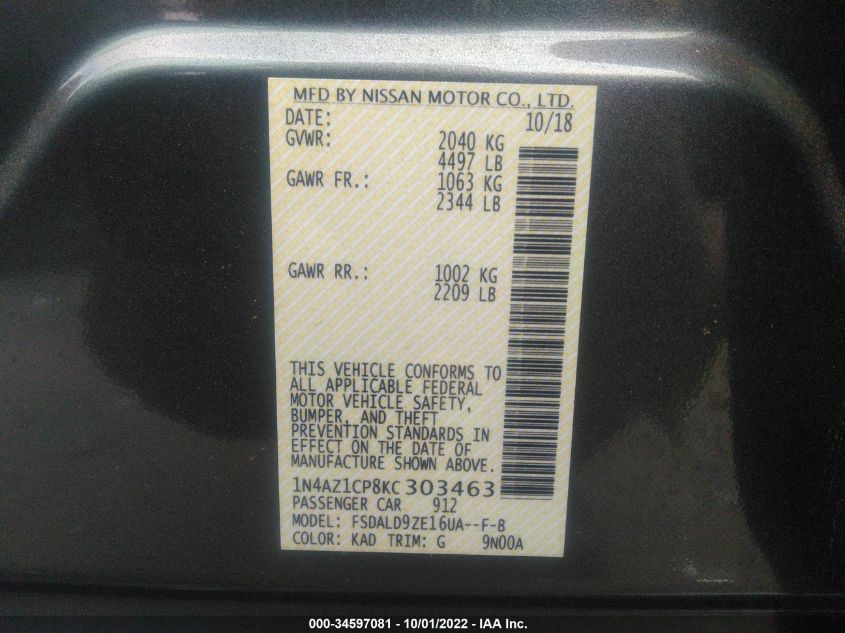 MFD BY NISSAN MOTOR CO., LTD.
DATE: 10/18
GVWR: 2040 KG
4497 LB
GAWR FR.: 1063 KG
2344 LB
GAWR RR.: 1002 KG
2209 LB
THIS VEHICLE CONFORMS TO
ALL APPLICABLE FEDERAL
MOTOR VEHICLE SAFETY,
BUMPER, AND THEFT
PREVENTION STANDARDS IN
EFFECT ON THE DATE OF
MANUFACTURE SHOWN ABOVE.
1N4AZ1CP8KC303463
PASSENGER CAR 912
MODEL: FSDALD9ZE16UA--F-B
COLOR: KAD TRIM: G 9N00A
000-34597081 - 10/01/2022 - IAA Inc.